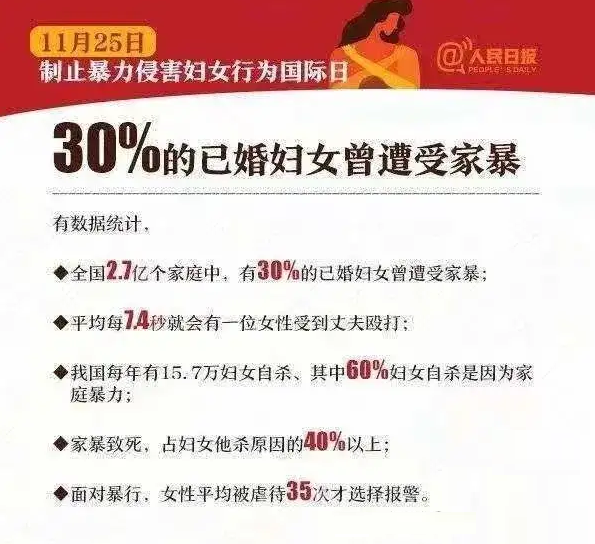 11月25日
制止暴力侵害妇女行为国际日
@人民日报
PEOPLE'S DAILY
30%的已婚妇女曾遭受家暴
有数据统计，
◆全国2.7亿个家庭中，有30%的已婚妇女曾遭受家暴；
◆平均每7.4秒就会有一位女性受到丈夫殴打；
◆我国每年有15.7万妇女自杀、其中60%妇女自杀是因为家
庭暴力；
◆家暴致死，占妇女他杀原因的40%以上；
◆面对暴行，女性平均被虐待35次才选择报警。